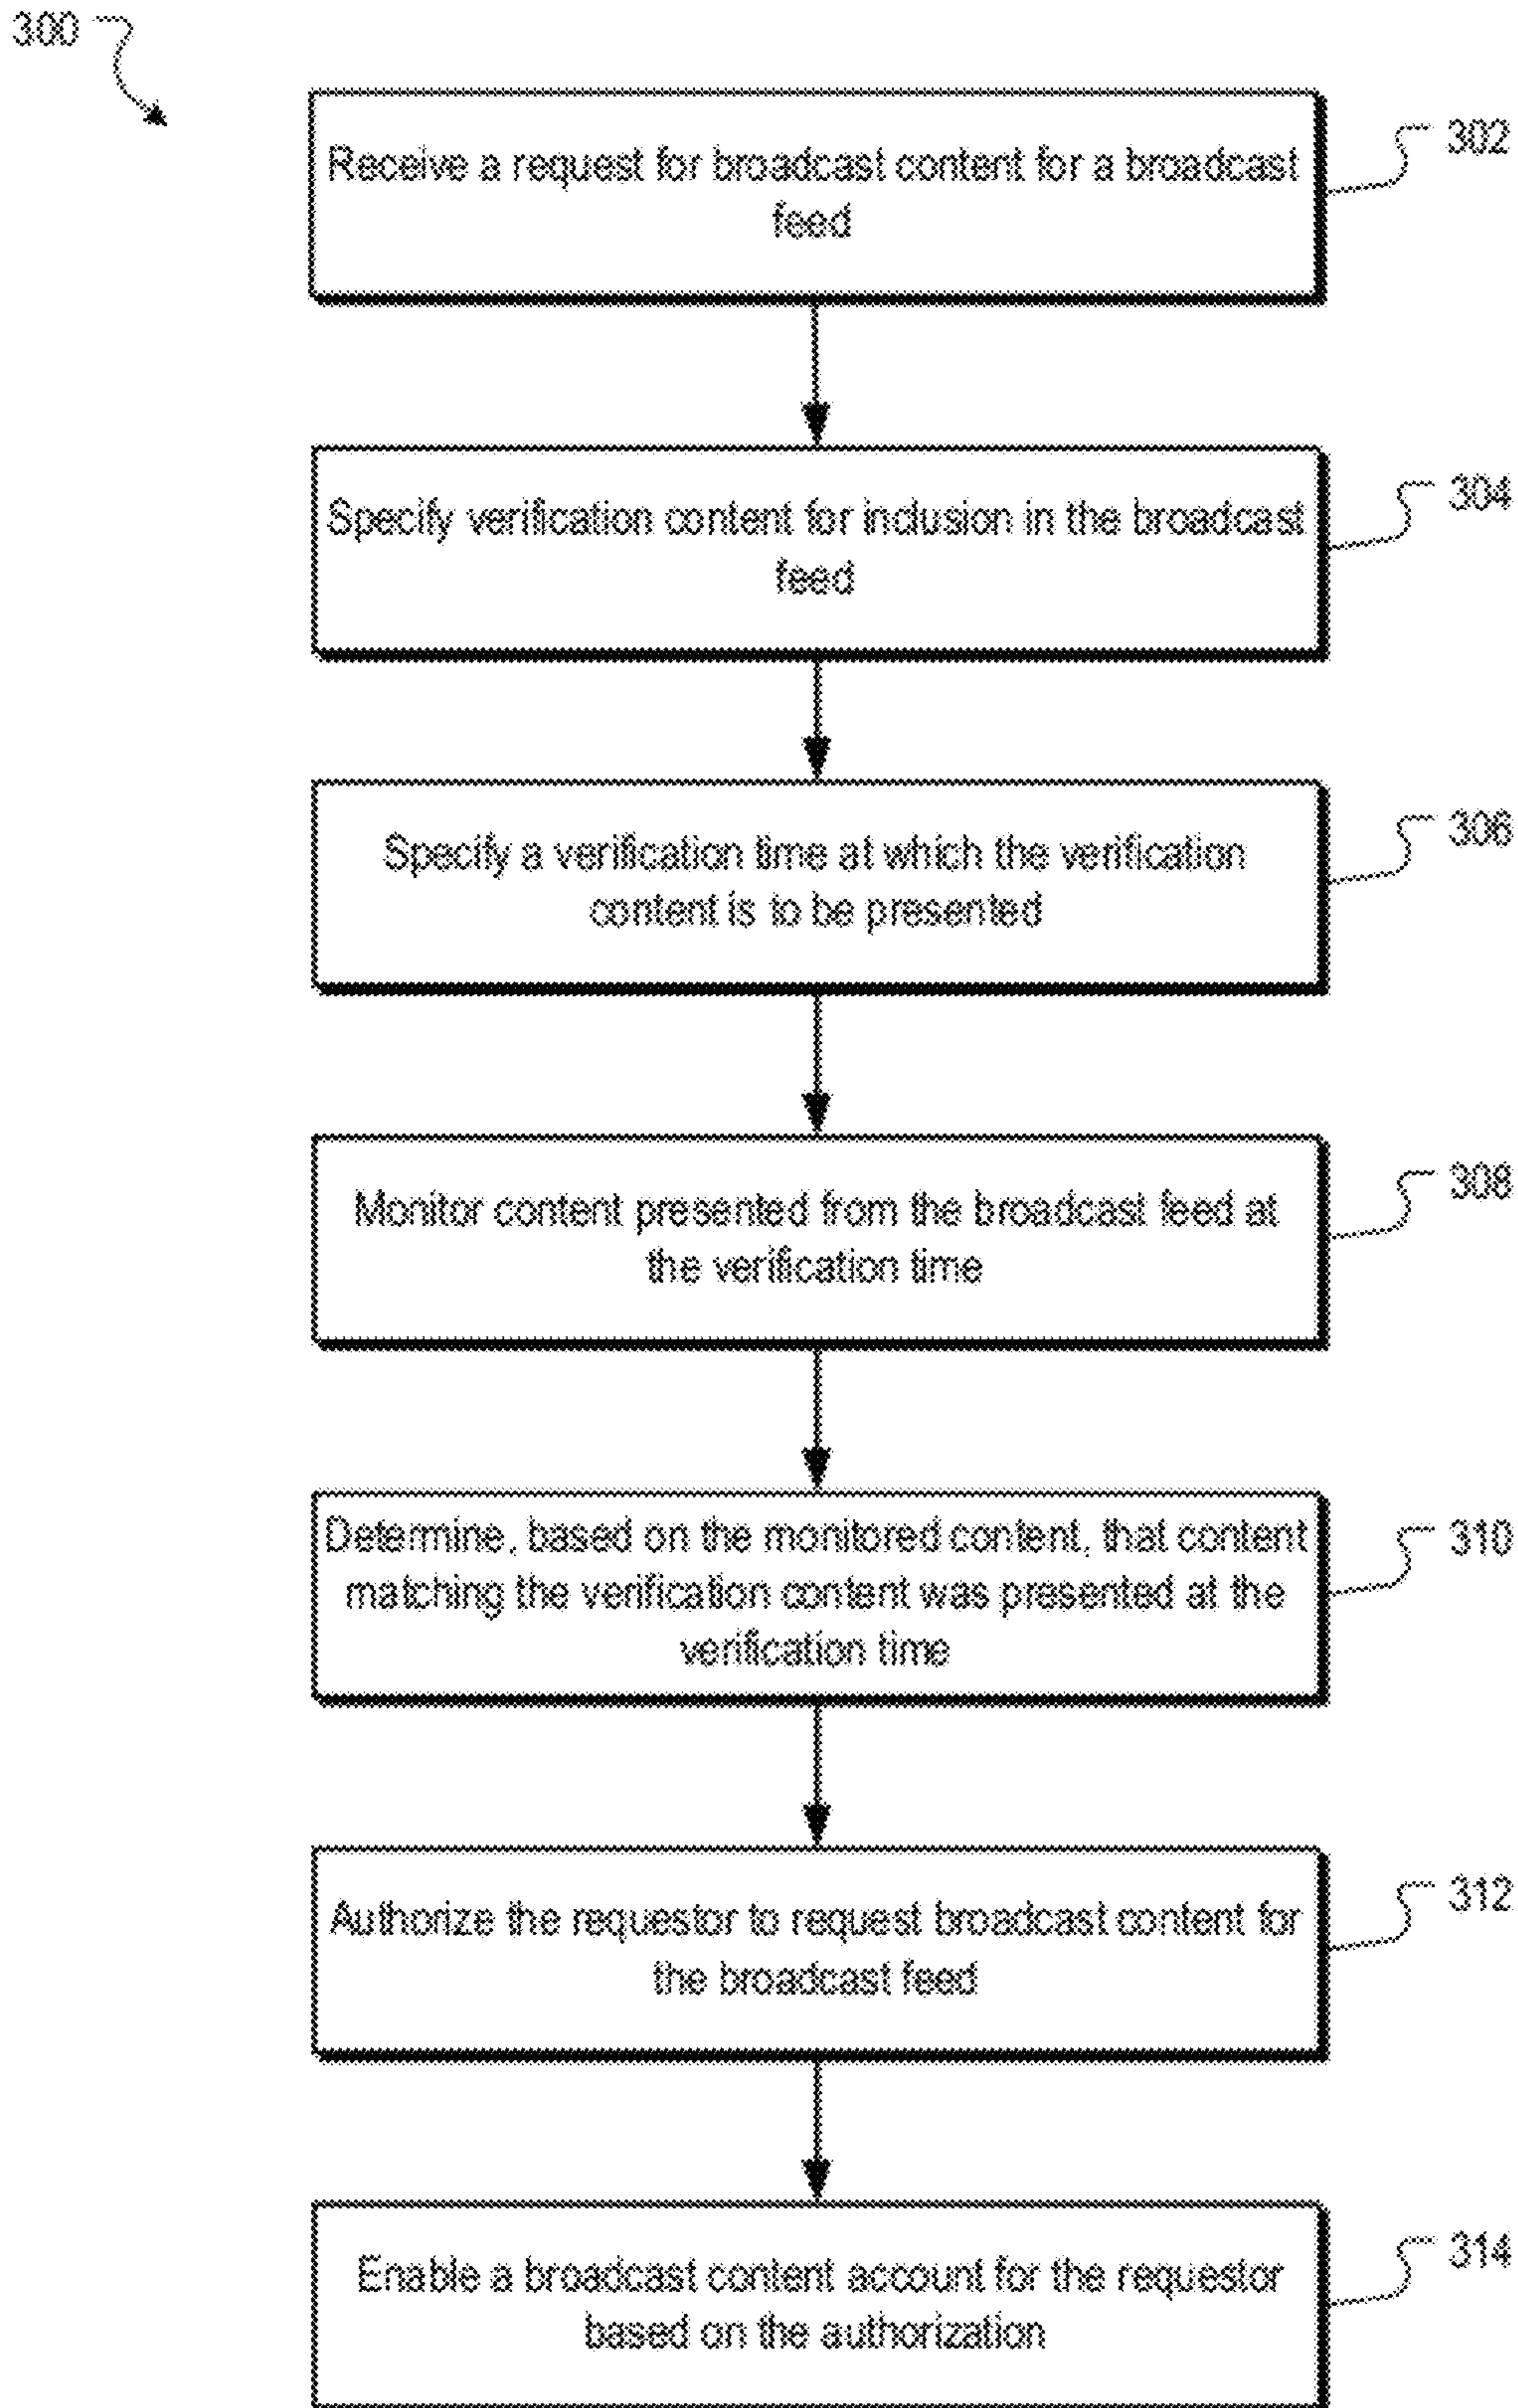 300
Receive a request for broadcast content for a broadcast
feed
302
Specify verification content for inclusion in the broadcast
feed
304
Specify a verification time at which the verification
content is to be presented
306
Monitor content presented from the broadcast feed at
the verification time
308
Determine, based on the monitored content, that content
matching the verification content was presented at the
verification time
310
Authorize the requestor to request broadcast content for
the broadcast feed
312
Enable a broadcast content account for the requestor
based on the authorization
314